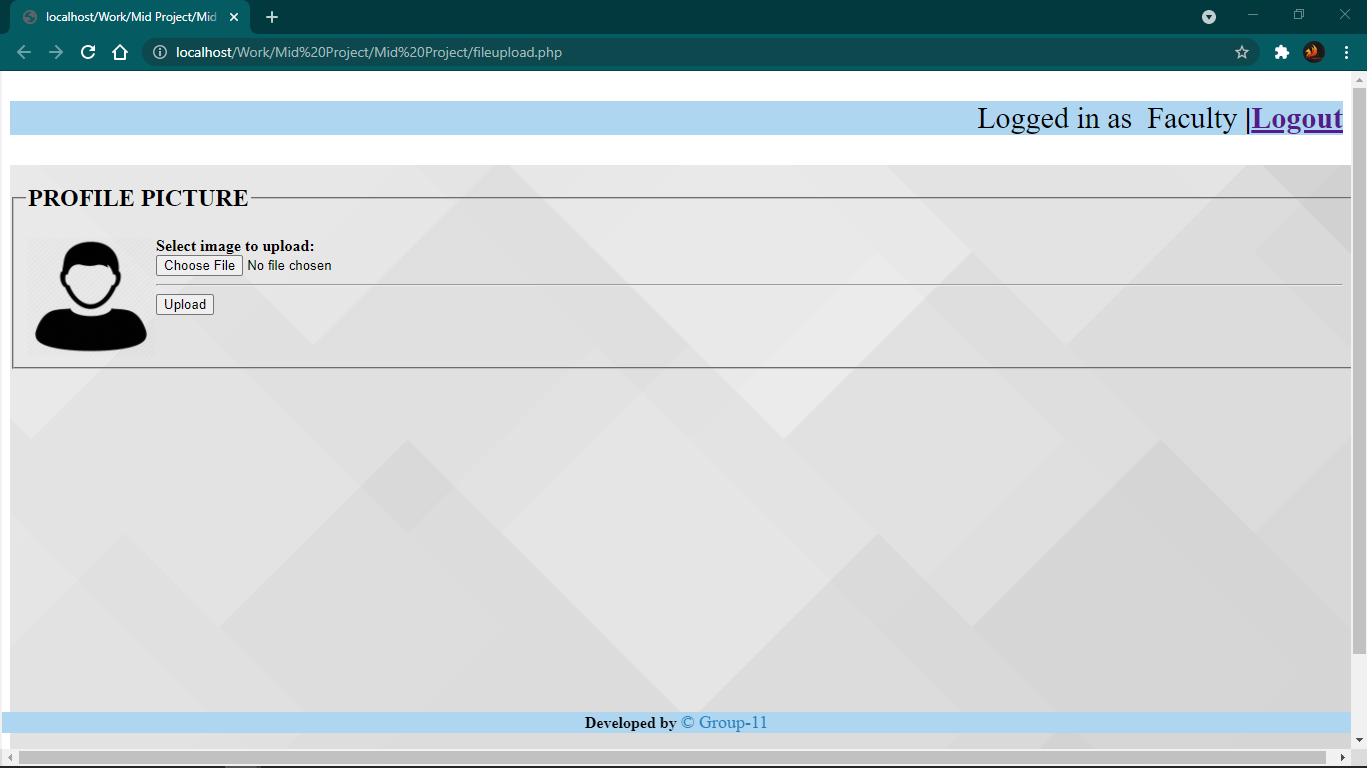 localhost/Work/Mid Project/Mid
localhost/Work/Mid%20Project/Mid%20Project/fileupload.php
Logged in as  Faculty |Logout
PROFILE PICTURE
Select image to upload:
Choose File No file chosen
Upload
Developed by © Group-11